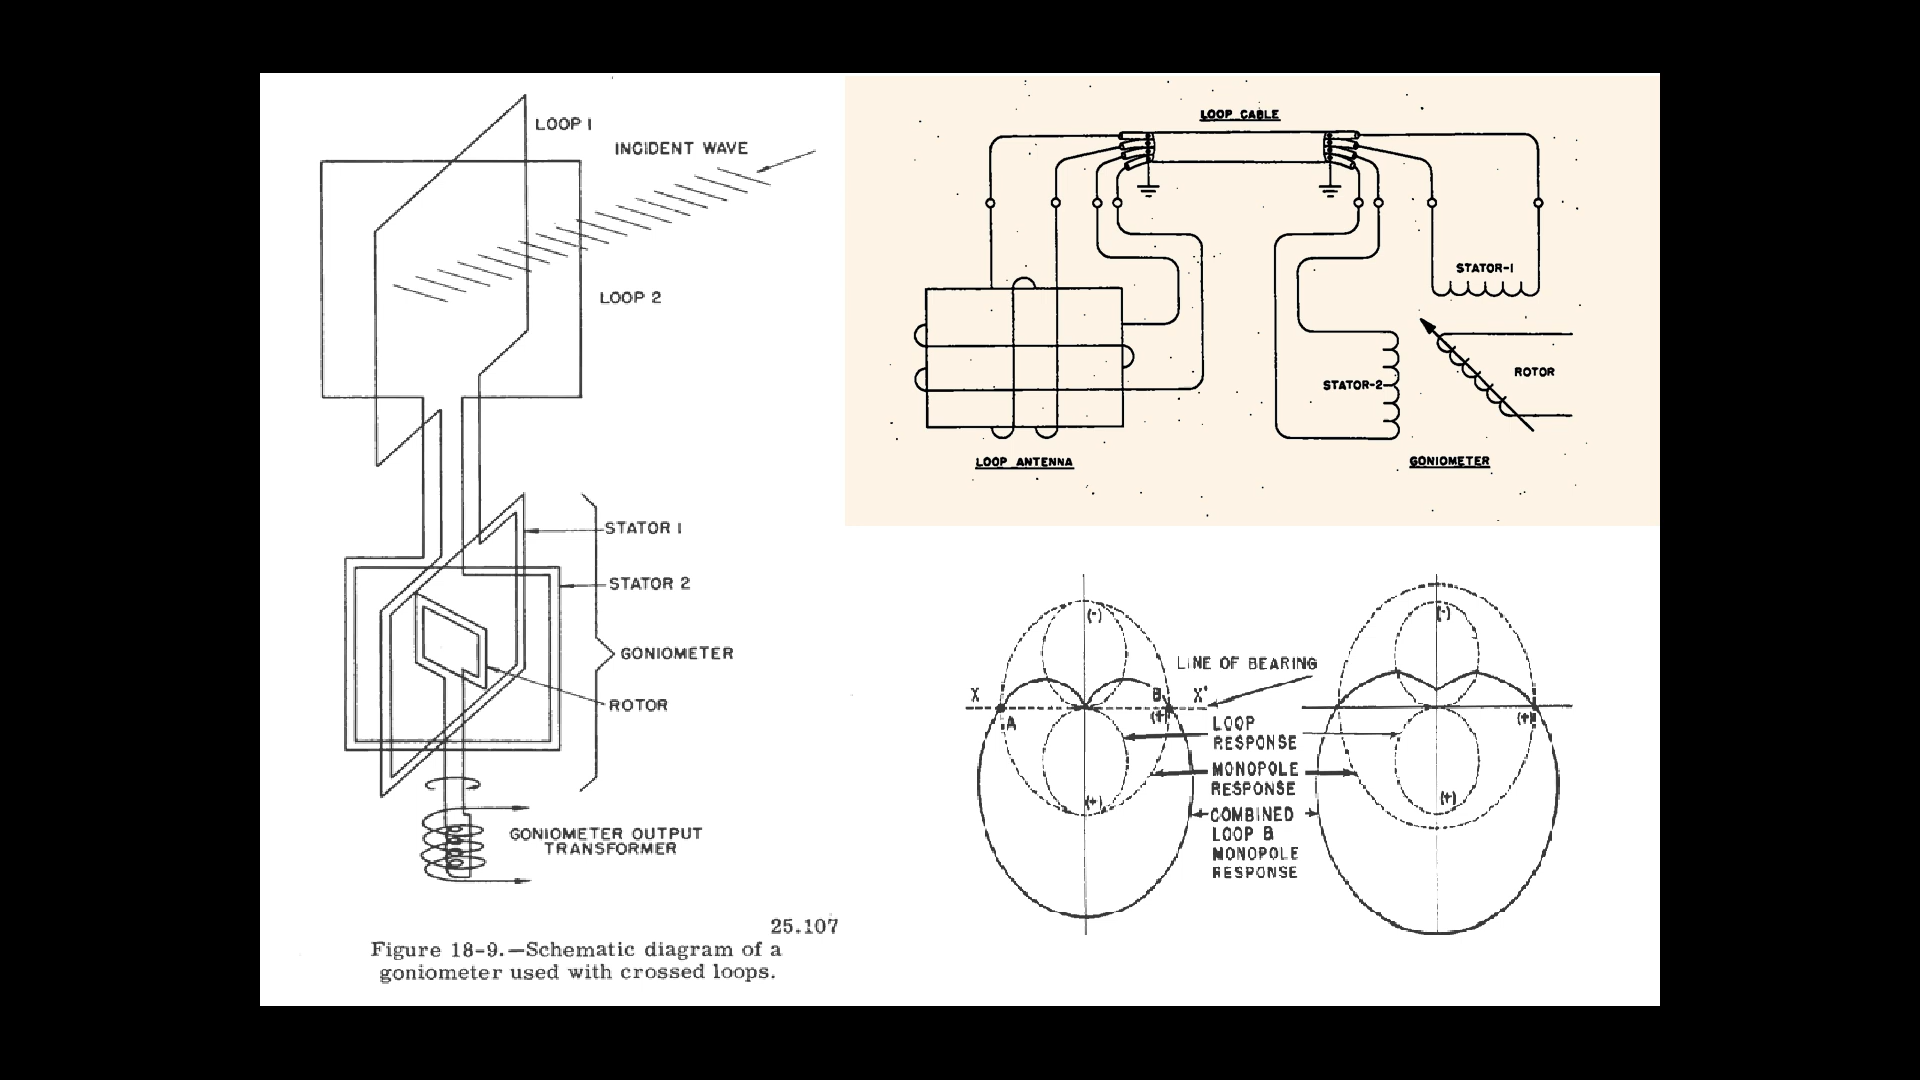 LOOP 1
INCIDENT WAVE
LOOP 2
STATOR 1
STATOR 2
GONIOMETER
ROTOR
GONIOMETER OUTPUT
TRANSFORMER
25.107
Figure 18-9.—Schematic diagram of a
goniometer used with crossed loops.
LOOP CABLE
STATOR-1
STATOR-2
ROTOR
LOOP ANTENNA
GONIOMETER
(-)
(-)
LINE OF BEARING
X
B
X'
A
(+)
(+)
LOOP
RESPONSE
MONOPOLE
RESPONSE
(+)
(+)
COMBINED
LOOP B
MONOPOLE
RESPONSE